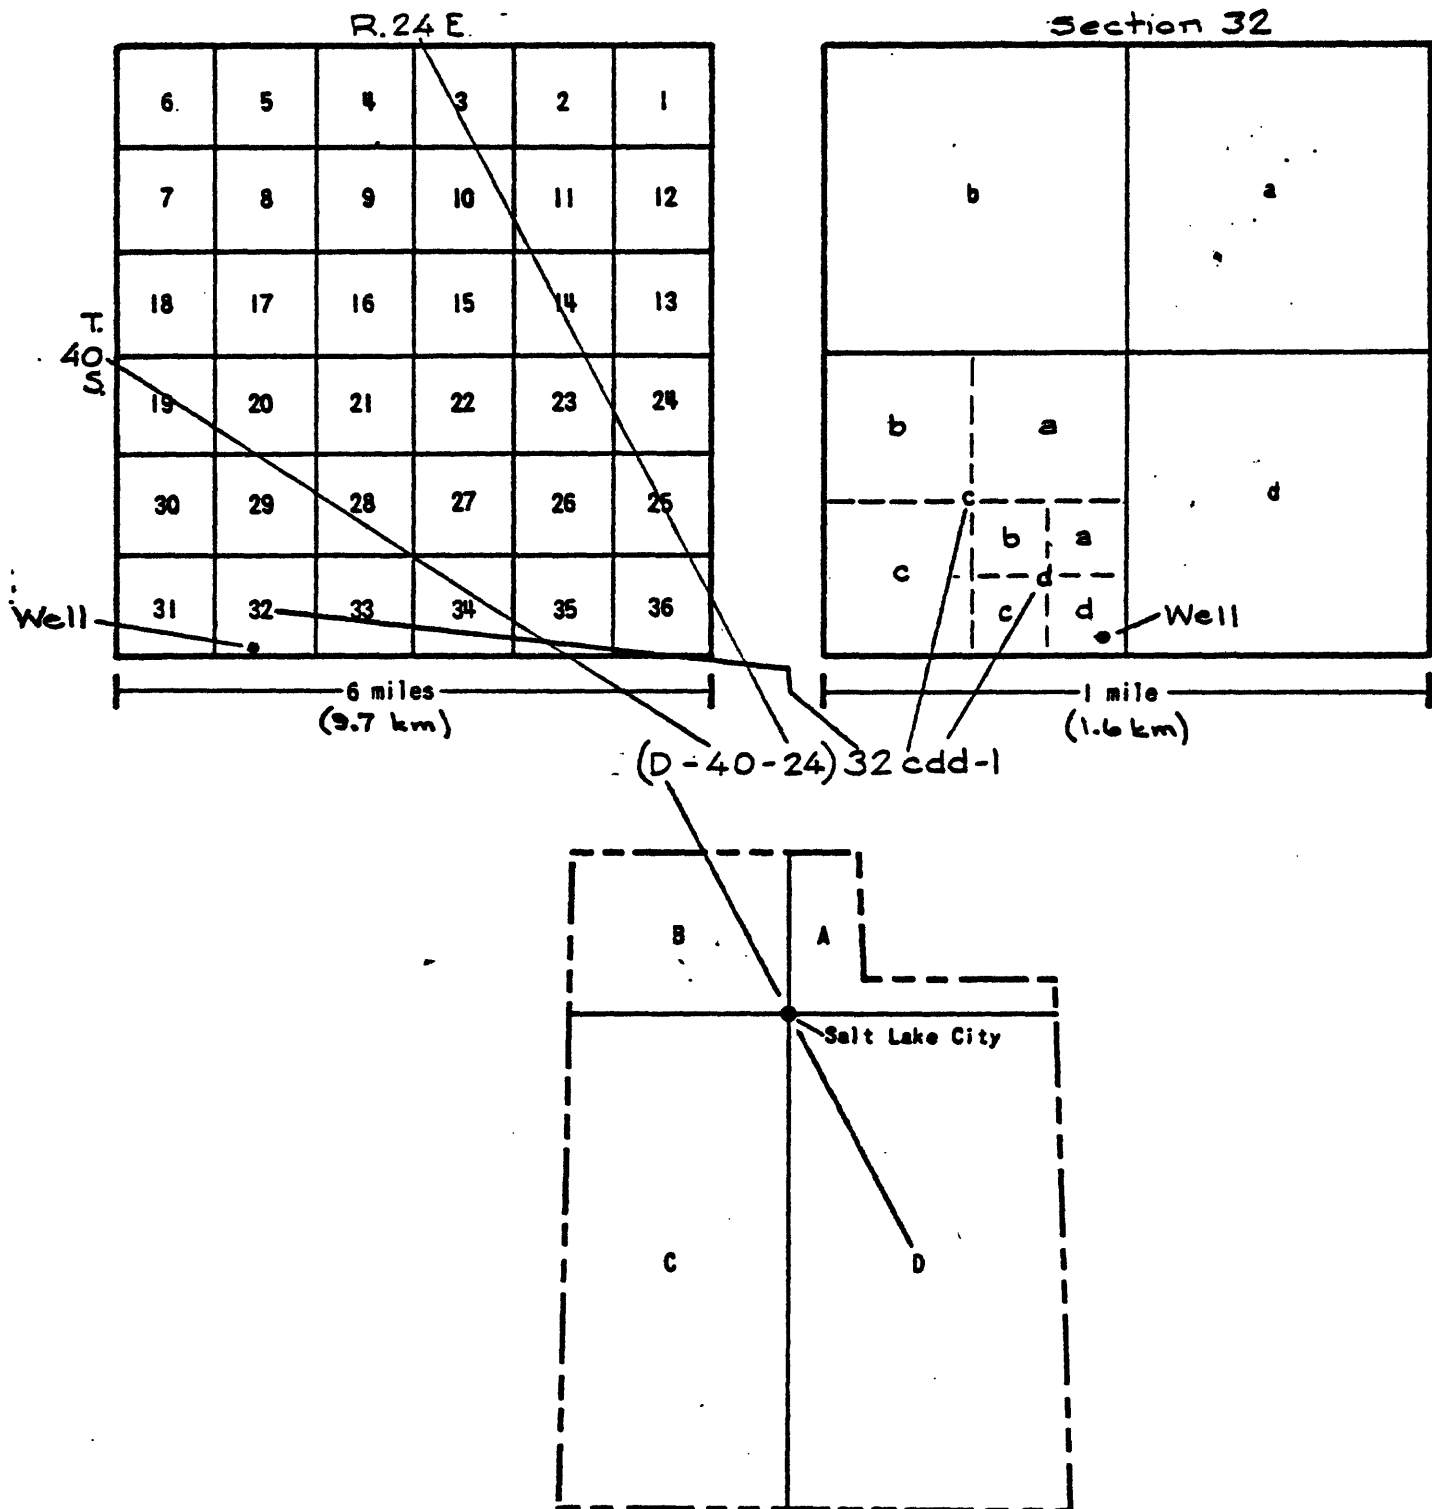 R.24 E.
Section 32
6 5 4 3 2 1
7 8 9 10 11 12
18 17 16 15 14 13
T.
40
S.
19 20 21 22 23 24
30 29 28 27 26 25
31 32 33 34 35 36
Well
6 miles
(9.7 km)
b a
b a
c d
b a
c d
c d
Well
1 mile
(1.6 km)
(D-40-24)32 cdd-1
B A
Salt Lake City
C D